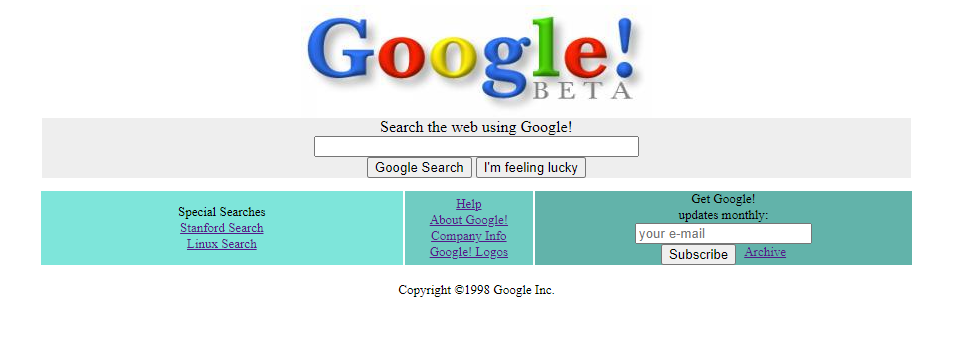 Google!
BETA
Search the web using Google!
Google Search I'm feeling lucky
Special Searches
Stanford Search
Linux Search
Help
About Google!
Company Info
Google! Logos
Get Google!
updates monthly:
your e-mail
Subscribe Archive
Copyright ©1998 Google Inc.